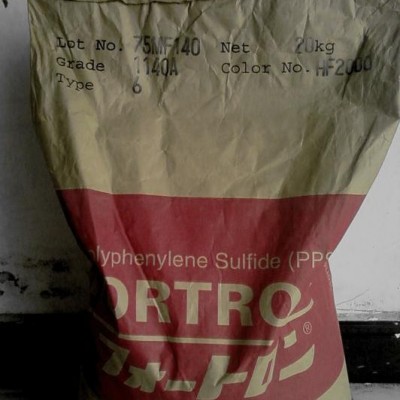 Lot No. 75MF140 Net 20kg
Grade 1140A Color No. HF2000
Type 6
olyphenylene Sulfide (PPS
ORTRO
フォートロン®